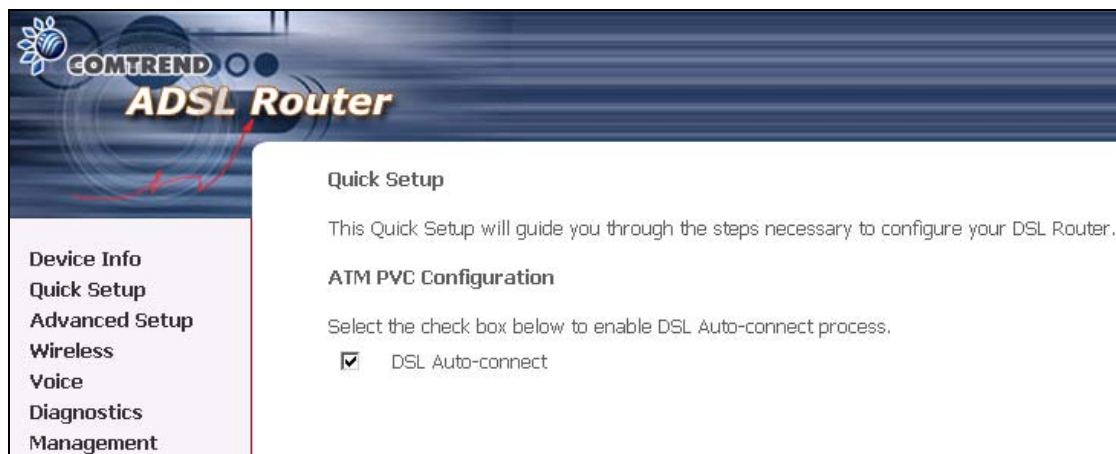 COMTREND
ADSL Router
Device Info
Quick Setup
Advanced Setup
Wireless
Voice
Diagnostics
Management
Quick Setup
This Quick Setup will guide you through the steps necessary to configure your DSL Router.
ATM PVC Configuration
Select the check box below to enable DSL Auto-connect process.
DSL Auto-connect